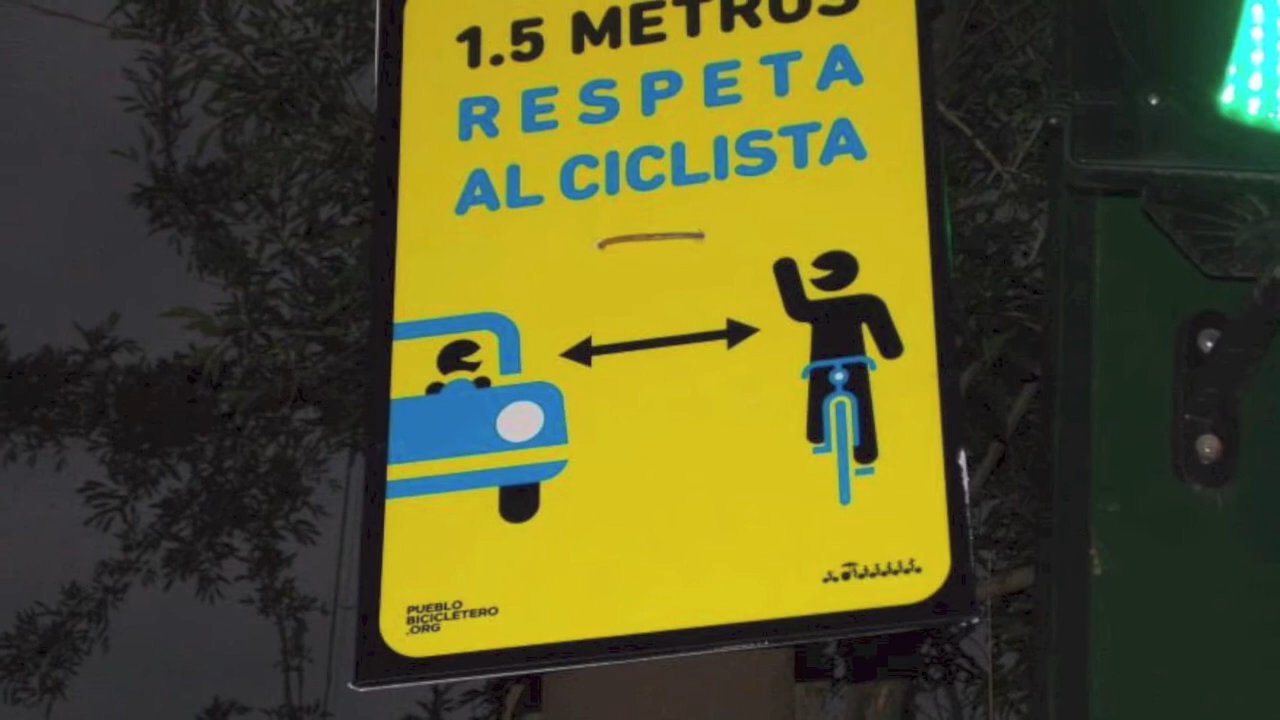 1.5 METROS
RESPETA
AL CICLISTA
PUEBLO
BICICLETERO
.ORG